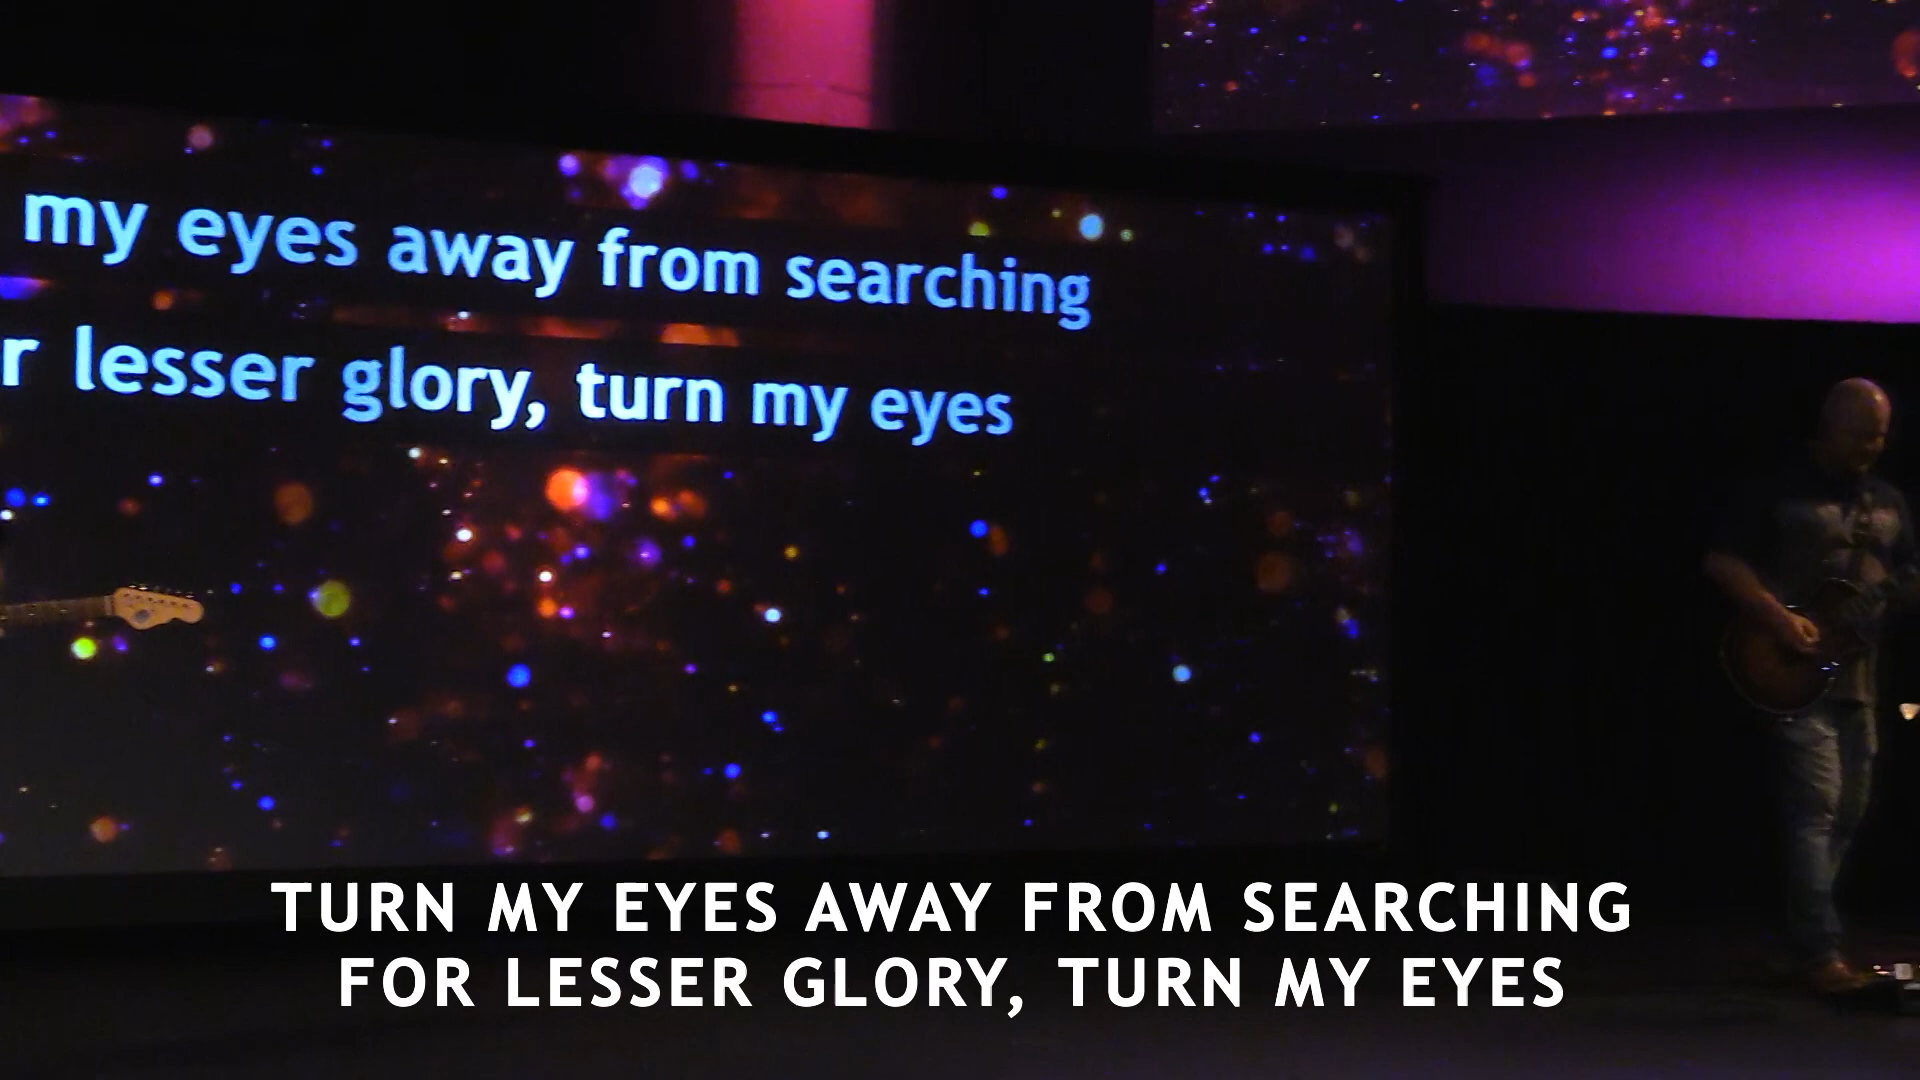 my eyes away from searching
r lesser glory, turn my eyes
TURN MY EYES AWAY FROM SEARCHING
FOR LESSER GLORY, TURN MY EYES